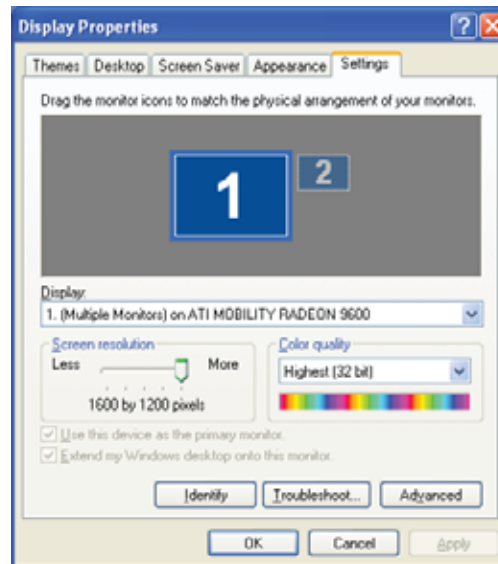 Display Properties
Themes Desktop Screen Saver Appearance Settings
Drag the monitor icons to match the physical arrangement of your monitors.
1 2
Display:
1. (Multiple Monitors) on ATI MOBILITY RADEON 9600
Screen resolution
Less More
1600 by 1200 pixels
Color quality
Highest (32 bit)
Use this device as the primary monitor.
Extend my Windows desktop onto this monitor.
Identify Troubleshoot... Advanced
OK Cancel Apply